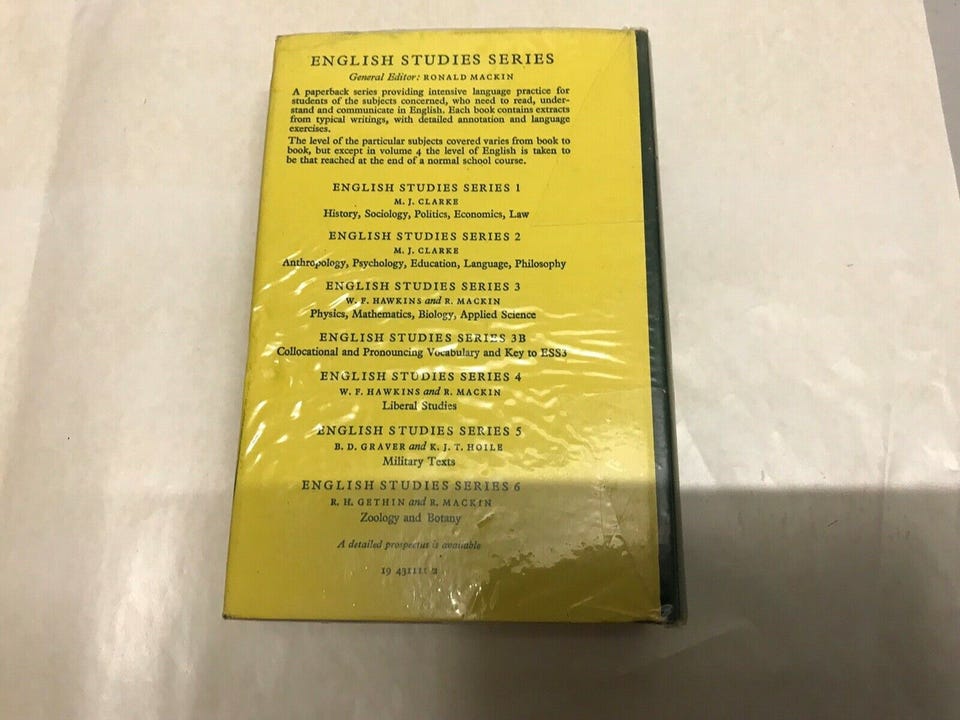 ENGLISH STUDIES SERIES
General Editor: RONALD MACKIN
A paperback series providing intensive language practice for
students of the subjects concerned, who need to read, under-
stand and communicate in English. Each book contains extracts
from typical writings, with detailed annotation and language
exercises.
The level of the particular subjects covered varies from book to
book, but except in volume 4 the level of English is taken to
be that reached at the end of a normal school course.
ENGLISH STUDIES SERIES 1
M. J. CLARKE
History, Sociology, Politics, Economics, Law
ENGLISH STUDIES SERIES 2
M. J. CLARKE
Anthropology, Psychology, Education, Language, Philosophy
ENGLISH STUDIES SERIES 3
W. F. HAWKINS and R. MACKIN
Physics, Mathematics, Biology, Applied Science
ENGLISH STUDIES SERIES 3B
Collocational and Pronouncing Vocabulary and Key to ESS3
ENGLISH STUDIES SERIES 4
W. F. HAWKINS and R. MACKIN
Liberal Studies
ENGLISH STUDIES SERIES 5
B. D. GRAVER and K. J. T. HOILE
Military Texts
ENGLISH STUDIES SERIES 6
R. H. GETHIN and R. MACKIN
Zoology and Botany
A detailed prospectus is available
19